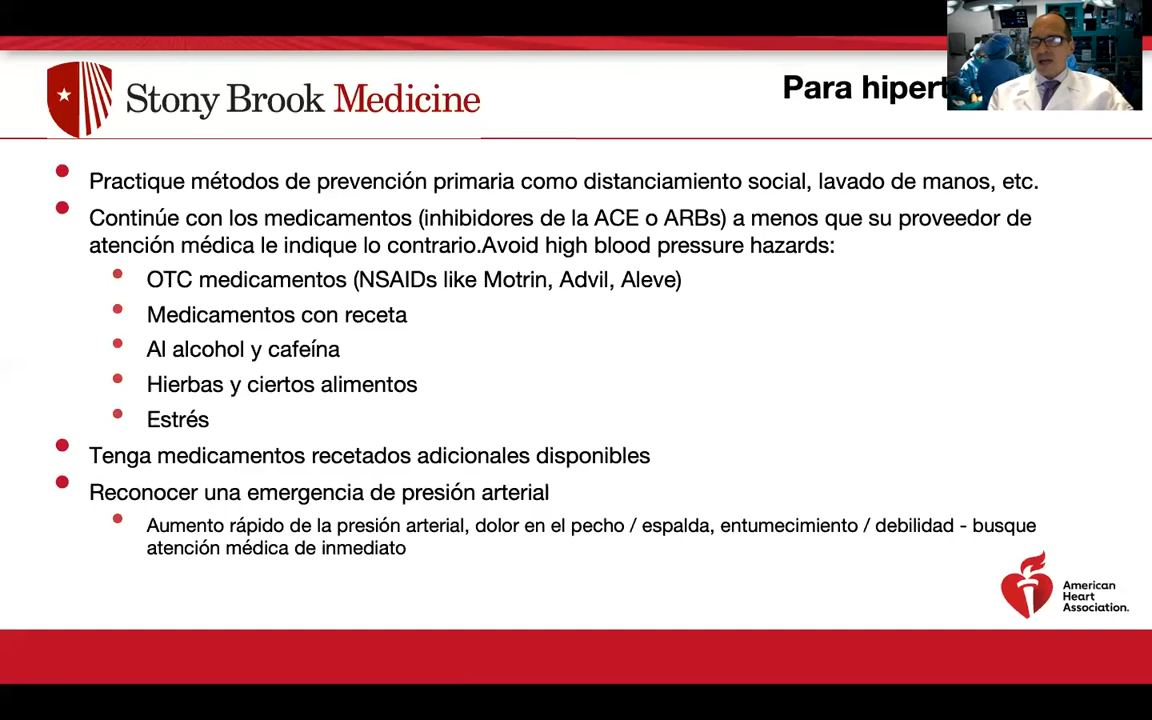 Stony Brook Medicine
Para hipert
Practique métodos de prevención primaria como distanciamiento social, lavado de manos, etc.
Continúe con los medicamentos (inhibidores de la ACE o ARBs) a menos que su proveedor de
atención médica le indique lo contrario.Avoid high blood pressure hazards:
OTC medicamentos (NSAIDs like Motrin, Advil, Aleve)
Medicamentos con receta
Al alcohol y cafeína
Hierbas y ciertos alimentos
Estrés
Tenga medicamentos recetados adicionales disponibles
Reconocer una emergencia de presión arterial
Aumento rápido de la presión arterial, dolor en el pecho / espalda, entumecimiento / debilidad - busque
atención médica de inmediato
American
Heart
Association.